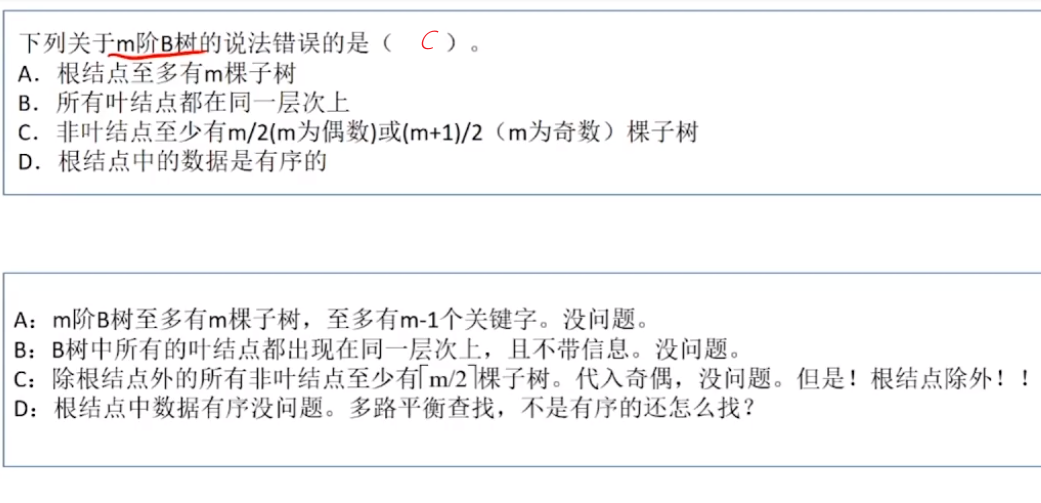 下列关于m阶B树的说法错误的是（ C ）。
A．根结点至多有m棵子树
B．所有叶结点都在同一层次上
C．非叶结点至少有m/2(m为偶数)或(m+1)/2（m为奇数）棵子树
D．根结点中的数据是有序的
A：m阶B树至多有m棵子树，至多有m-1个关键字。没问题。
B：B树中所有的叶结点都出现在同一层次上，且不带信息。没问题。
C：除根结点外的所有非叶结点至少有⌈m/2⌉棵子树。代入奇偶，没问题。但是！根结点除外！！
D：根结点中数据有序没问题。多路平衡查找，不是有序的还怎么找？